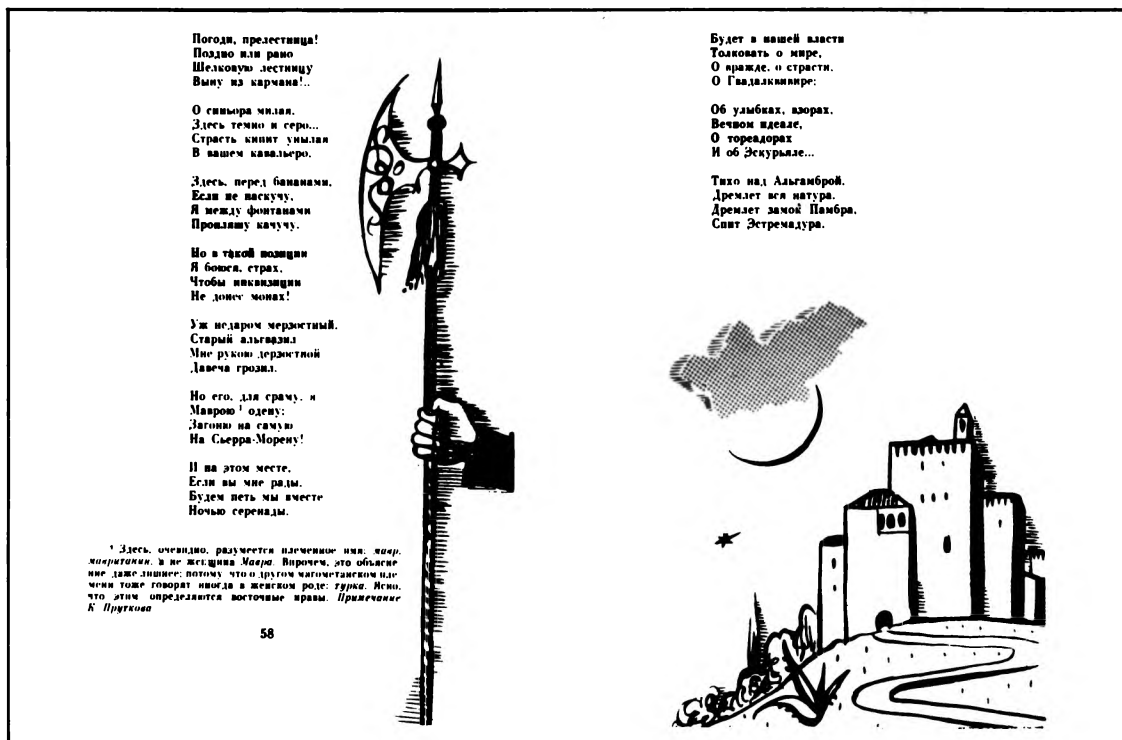 Погоди, прелестница!
Поздно или рано
Шелковую лестницу
Выну из кармана!..
О синьора милая,
Здесь темно и серо...
Страсть кипит унылая
В вашем кавальеро.
Здесь, перед бананами,
Если не наскучу,
Я между фонтанами
Пропляшу качучу.
Но в такой позиции
Я боюся, страх,
Чтобы инквизиции
Не донес монах!
Уж недаром мерзостный,
Старый альгвазил
Мне рукою дерзостной
Давеча грозил.
Но его, для сраму, я
Маврою ¹ одену;
Загоню на самую
На Сьерра-Морену!
И на этом месте,
Если вы мне рады,
Будем петь мы вместе
Ночью серенады.
¹ Здесь, очевидно, разумеется племенное имя: мавр,
мавританин, а не женщина Мавра. Впрочем, это объясне-
ние даже лишнее; потому что о другом магометанском пле-
мени тоже говорят иногда в женском роде: турка. Ясно,
что этим определяются восточные нравы. Примечание
К. Пруткова
58
Будет в нашей власти
Толковать о мире,
О вражде, о страсти,
О Гвадалквивире;
Об улыбках, взорах,
Вечном идеале,
О тореадорах
И об Эскурьяле...
Тихо над Альгамброй,
Дремлет вся натура.
Дремлет замок Памбра,
Спит Эстремадура.